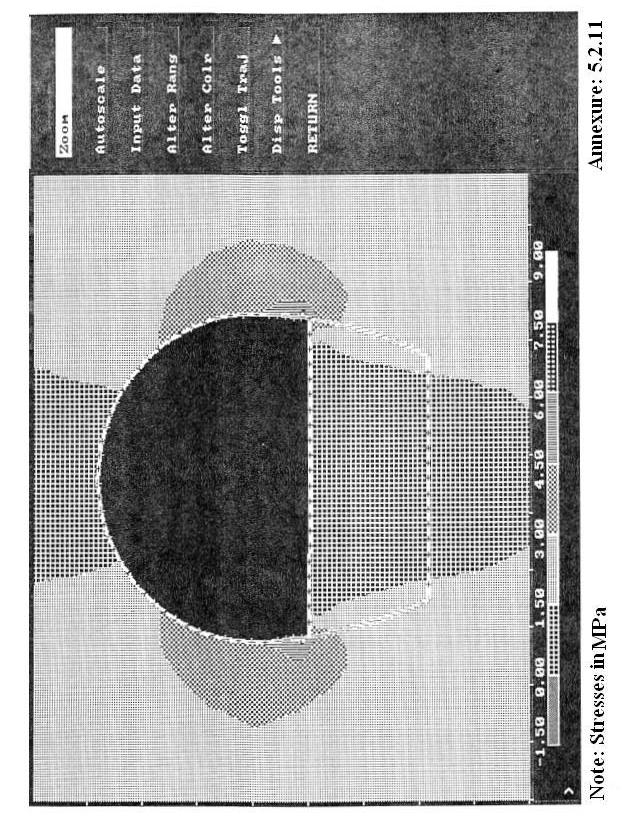 Zoom
Autoscale
Input Data
Alter Rang
Alter Colr
Toggl Traj
Disp Tools ▶
RETURN
-1.50 0.00 1.50 3.00 4.50 6.00 7.50 9.00
>
Note: Stresses in MPa
Annexure: 5.2.11